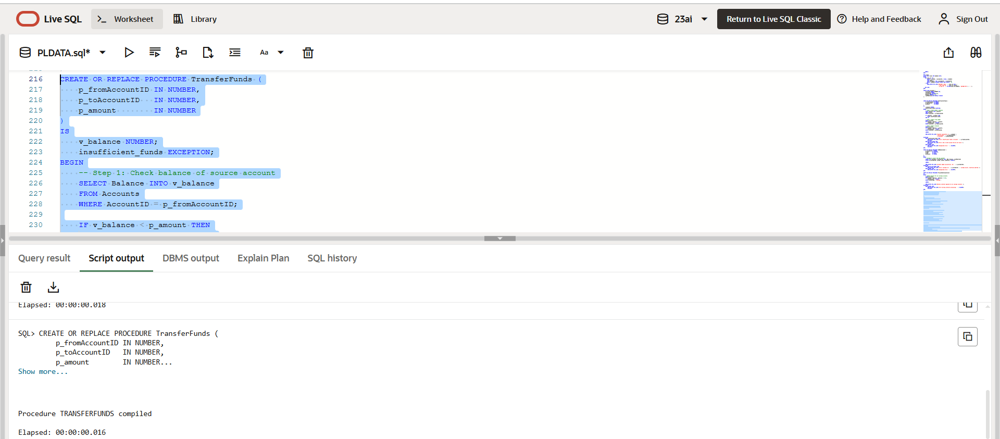 Live SQL
Worksheet
Library
23ai
Return to Live SQL Classic
Help and Feedback
Sign Out
PLDATA.sql*
Aa
216 CREATE OR REPLACE PROCEDURE TransferFunds (
217 p_fromAccountID IN NUMBER,
218 p_toAccountID   IN NUMBER,
219 p_amount        IN NUMBER
220 )
221 IS
222 v_balance NUMBER;
223 insufficient_funds EXCEPTION;
224 BEGIN
225 -- Step 1: Check balance of source account
226 SELECT Balance INTO v_balance
227 FROM Accounts
228 WHERE AccountID = p_fromAccountID;
229
230 IF v_balance < p_amount THEN
Query result
Script output
DBMS output
Explain Plan
SQL history
Elapsed: 00:00:00.018
SQL> CREATE OR REPLACE PROCEDURE TransferFunds (
p_fromAccountID IN NUMBER,
p_toAccountID   IN NUMBER,
p_amount        IN NUMBER...
Show more...
Procedure TRANSFERFUNDS compiled
Elapsed: 00:00:00.016